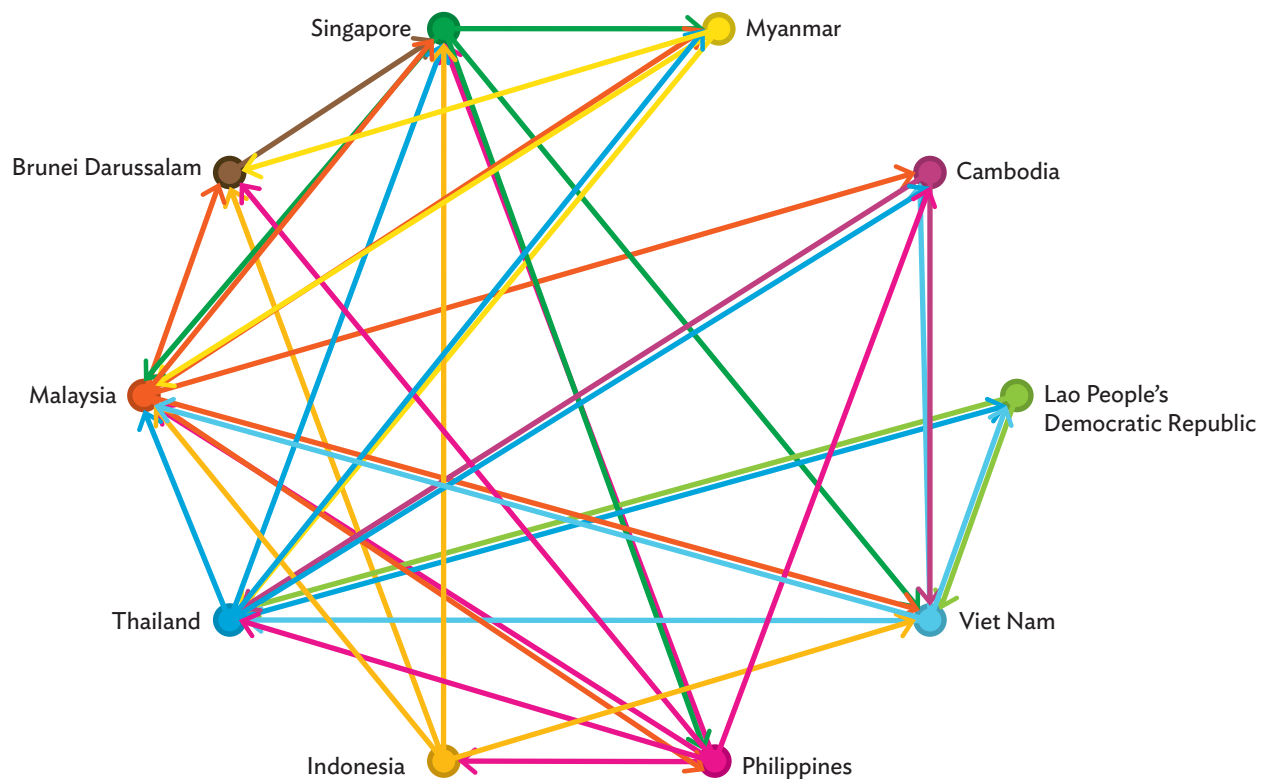 Singapore
Myanmar
Brunei Darussalam
Cambodia
Malaysia
Lao People’s
Democratic Republic
Thailand
Viet Nam
Indonesia
Philippines